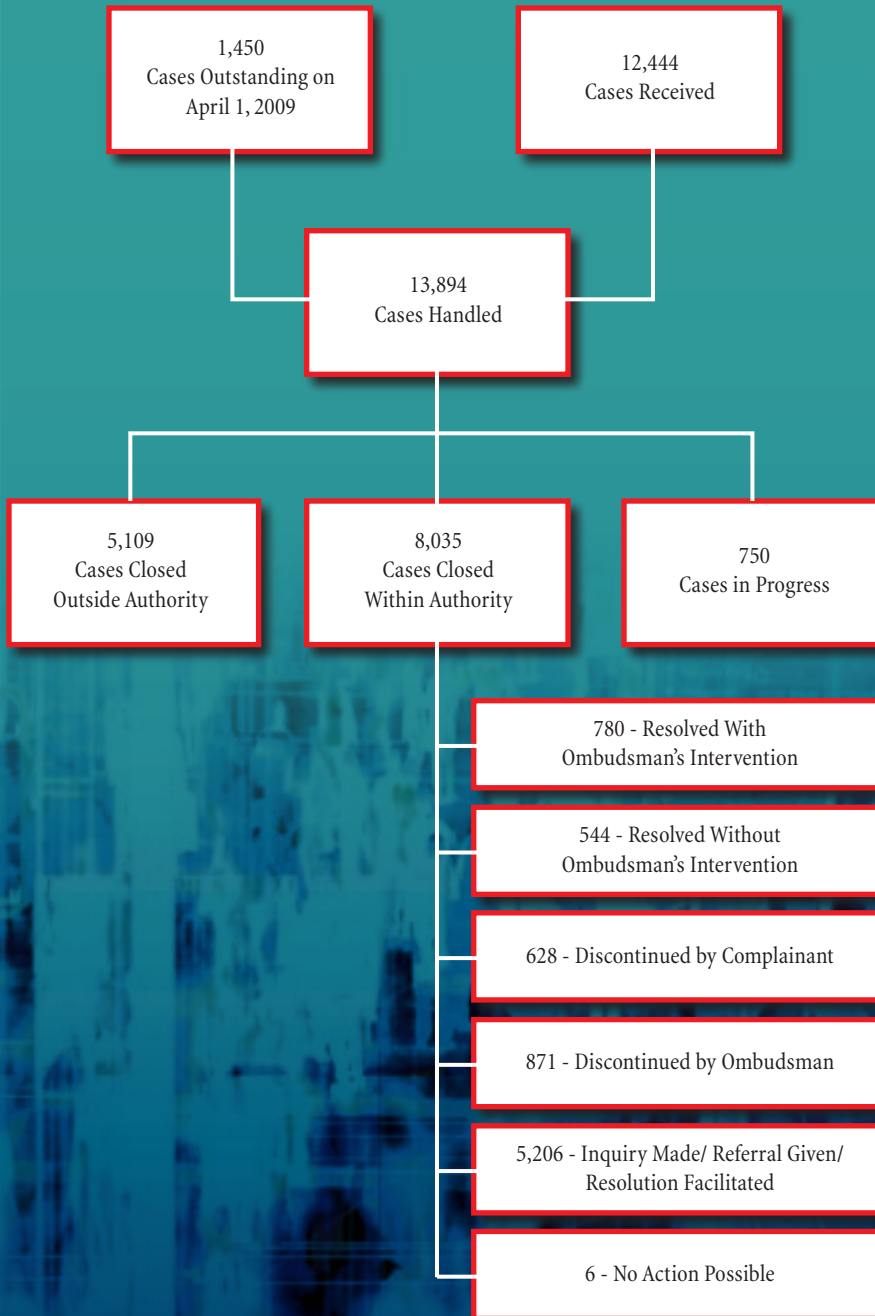 1,450
Cases Outstanding on
April 1, 2009
12,444
Cases Received
13,894
Cases Handled
5,109
Cases Closed
Outside Authority
8,035
Cases Closed
Within Authority
750
Cases in Progress
780 - Resolved With
Ombudsman’s Intervention
544 - Resolved Without
Ombudsman’s Intervention
628 - Discontinued by Complainant
871 - Discontinued by Ombudsman
5,206 - Inquiry Made/ Referral Given/
Resolution Facilitated
6 - No Action Possible